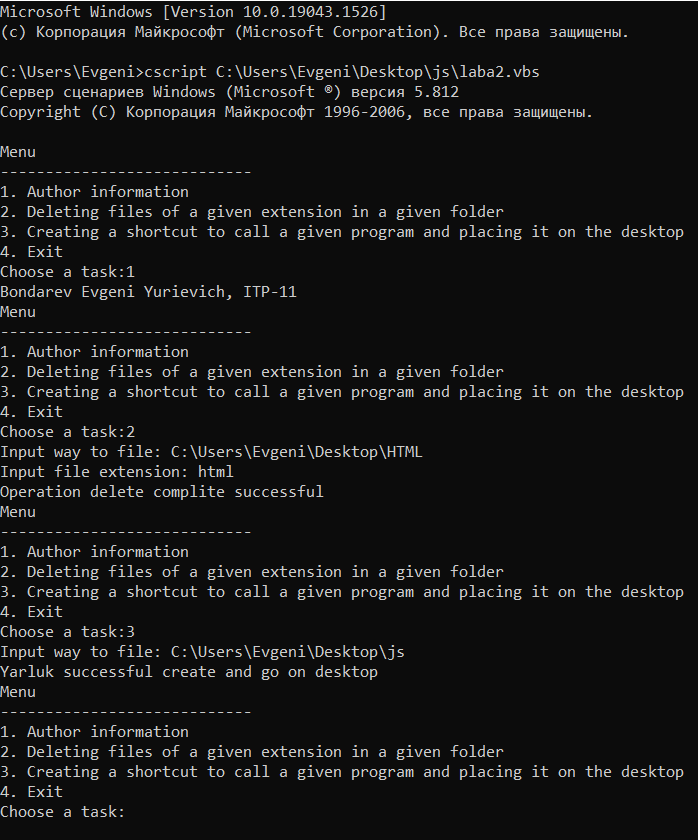 Microsoft Windows [Version 10.0.19043.1526]
(c) Корпорация Майкрософт (Microsoft Corporation). Все права защищены.
C:\Users\Evgeni>cscript C:\Users\Evgeni\Desktop\js\laba2.vbs
Сервер сценариев Windows (Microsoft ®) версия 5.812
Copyright (C) Корпорация Майкрософт 1996-2006, все права защищены.
Menu
----------------------------
1. Author information
2. Deleting files of a given extension in a given folder
3. Creating a shortcut to call a given program and placing it on the desktop
4. Exit
Choose a task:1
Bondarev Evgeni Yurievich, ITP-11
Menu
----------------------------
1. Author information
2. Deleting files of a given extension in a given folder
3. Creating a shortcut to call a given program and placing it on the desktop
4. Exit
Choose a task:2
Input way to file: C:\Users\Evgeni\Desktop\HTML
Input file extension: html
Operation delete complite successful
Menu
----------------------------
1. Author information
2. Deleting files of a given extension in a given folder
3. Creating a shortcut to call a given program and placing it on the desktop
4. Exit
Choose a task:3
Input way to file: C:\Users\Evgeni\Desktop\js
Yarluk successful create and go on desktop
Menu
----------------------------
1. Author information
2. Deleting files of a given extension in a given folder
3. Creating a shortcut to call a given program and placing it on the desktop
4. Exit
Choose a task: